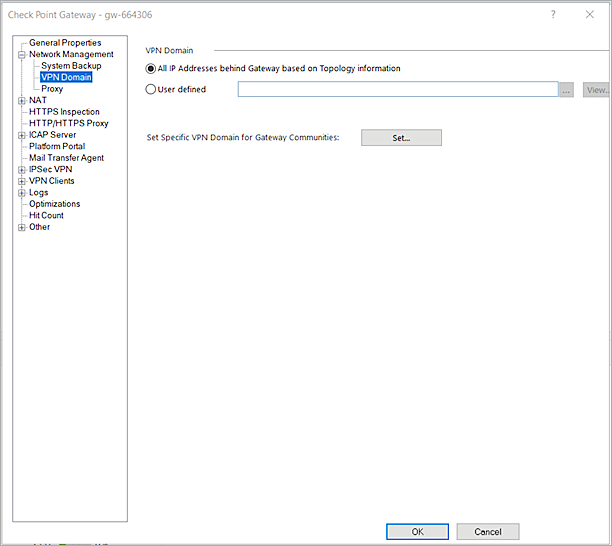 Check Point Gateway - gw-664306
? ×
General Properties
Network Management
System Backup
VPN Domain
Proxy
NAT
HTTPS Inspection
HTTP/HTTPS Proxy
ICAP Server
Platform Portal
Mail Transfer Agent
IPSec VPN
VPN Clients
Logs
Optimizations
Hit Count
Other
VPN Domain
All IP Addresses behind Gateway based on Topology information
User defined
... View...
Set Specific VPN Domain for Gateway Communities: Set...
OK Cancel